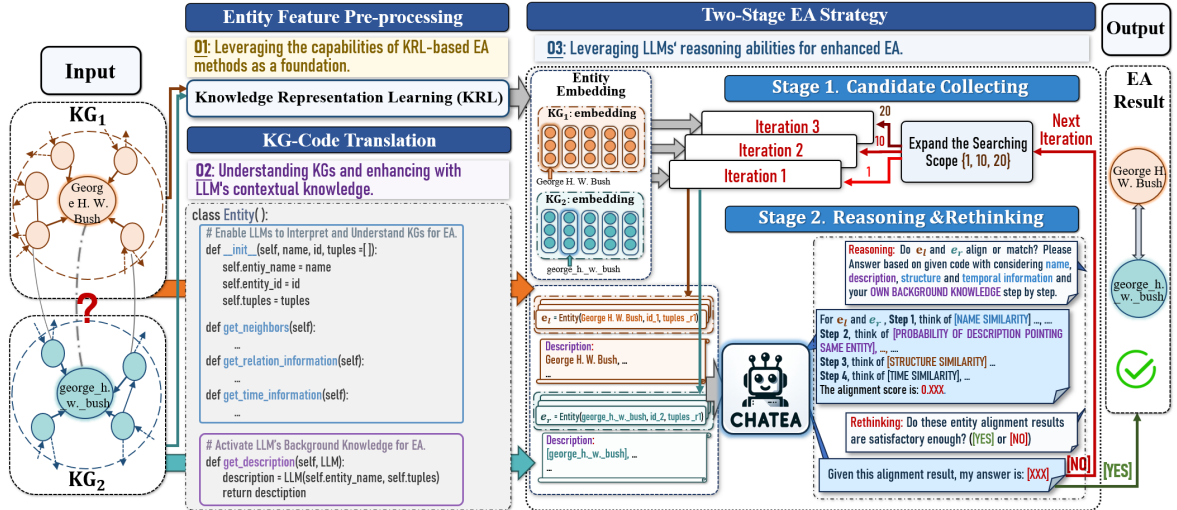 Input
KG1
Georg
e H. W.
Bush
?
george_h.
_w._bush
KG2
Entity Feature Pre-processing
01: Leveraging the capabilities of KRL-based EA
methods as a foundation.
Knowledge Representation Learning (KRL)
KG-Code Translation
02: Understanding KGs and enhancing with
LLM's contextual knowledge.
class Entity( ):
# Enable LLMs to Interpret and Understand KGs for EA.
def __init__(self, name, id, tuples =[ ]):
self.entity_name = name
self.entity_id = id
self.tuples = tuples
def get_neighbors(self):
...
def get_relation_information(self):
...
def get_time_information(self):
...
# Activate LLM's Background Knowledge for EA.
def get_description(self, LLM):
description = LLM(self.entity_name, self.tuples)
return desctiption
Two-Stage EA Strategy
03: Leveraging LLMs' reasoning abilities for enhanced EA.
Entity
Embedding
KG1: embedding
George H. W. Bush
KG2: embedding
george_h._w._bush
Stage 1. Candidate Collecting
Iteration 3
Iteration 2
Iteration 1
20
10
1
Expand the Searching
Scope {1, 10, 20}
Next
Iteration
Stage 2. Reasoning &Rethinking
el = Entity(George H. W. Bush, id_1, tuples_r1)
Description:
George H. W. Bush, ...
...
er = Entity(george_h._w._bush, id_2, tuples_r1)
Description:
[george_h._w._bush], ...
...
CHATEA
Reasoning: Do el and er align or match? Please
Answer based on given code with considering name,
description, structure and temporal information and
your OWN BACKGROUND KNOWLEDGE step by step.
For el and er , Step 1, think of [NAME SIMILARITY] ..., ....
Step 2, think of [PROBABILITY OF DESCRIPTION POINTING
SAME ENTITY], ..., ....
Step 3, think of [STRUCTURE SIMILARITY] ...
Step 4, think of [TIME SIMILARITY], ...
The alignment score is: 0.XXX.
Rethinking: Do these entity alignment results
are satisfactory enough? ([YES] or [NO])
Given this alignment result, my answer is: [XXX]
[NO]
[YES]
Output
EA
Result
George H.
W. Bush
george_h.
_w._bush